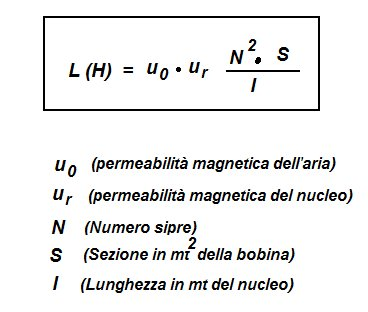 L (H) = u0 • ur N2 • S / l
u0 (permeabilità magnetica dell'aria)
ur (permeabilità magnetica del nucleo)
N (Numero sipre)
S (Sezione in mt2 della bobina)
l (Lunghezza in mt del nucleo)